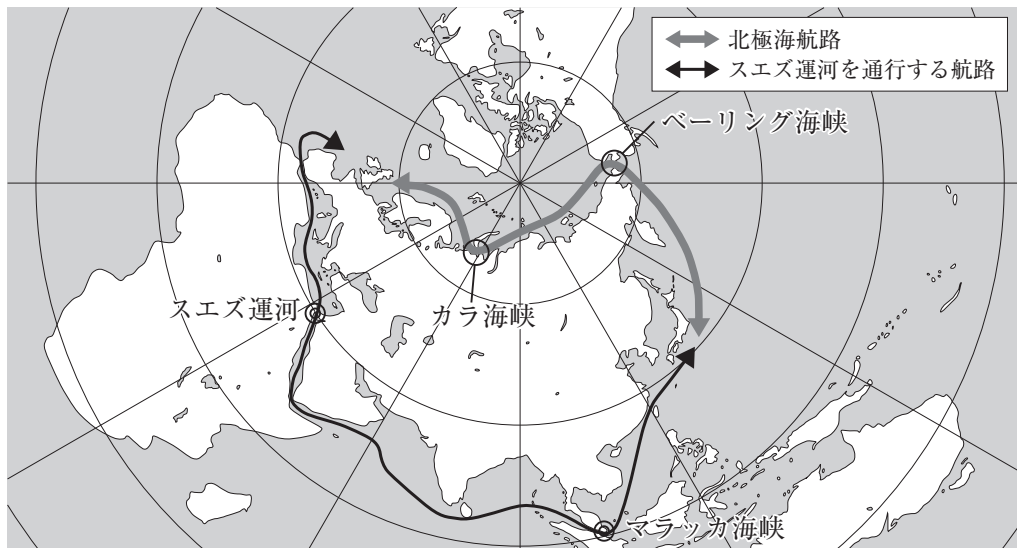 北極海航路
スエズ運河を通行する航路
ベーリング海峡
スエズ運河
カラ海峡
マラッカ海峡